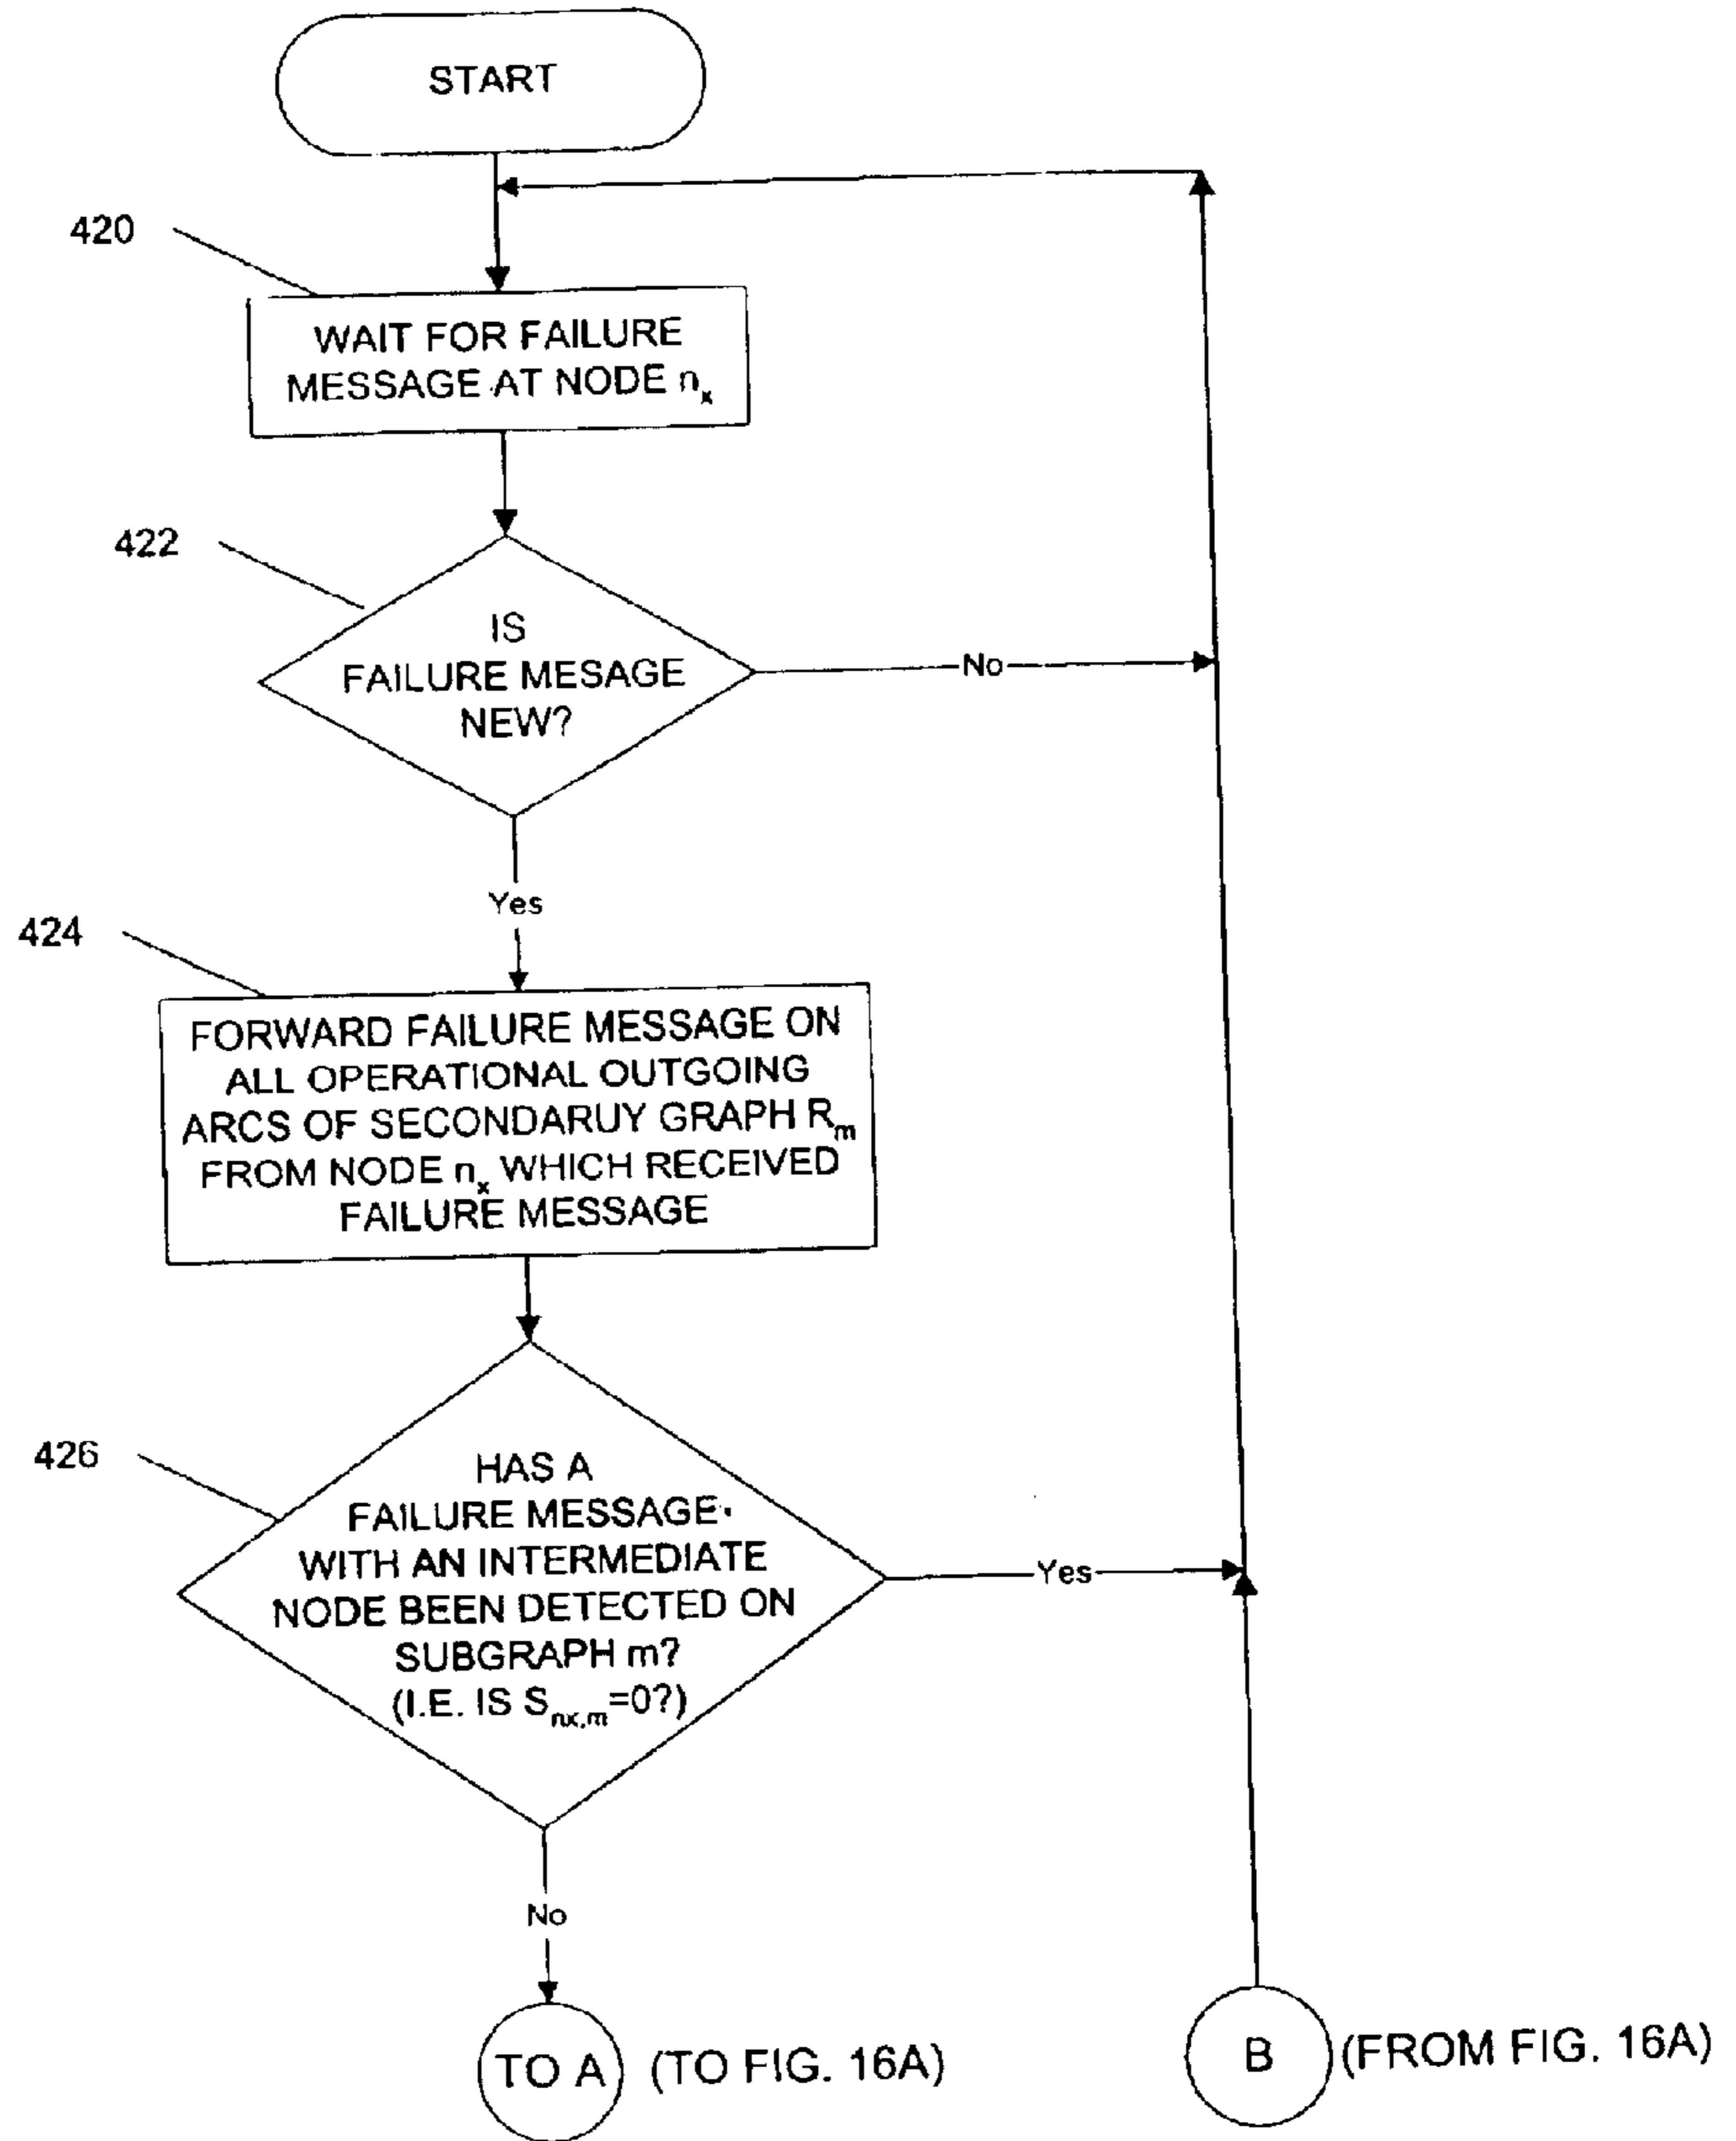 START
420
WAIT FOR FAILURE
MESSAGE AT NODE nx
422
IS
FAILURE MESAGE
NEW?
No
Yes
424
FORWARD FAILURE MESSAGE ON
ALL OPERATIONAL OUTGOING
ARCS OF SECONDARUY GRAPH Rm
FROM NODE nx WHICH RECEIVED
FAILURE MESSAGE
426
HAS A
FAILURE MESSAGE
WITH AN INTERMEDIATE
NODE BEEN DETECTED ON
SUBGRAPH m?
(I.E. IS Snx,m=0?)
Yes
No
TO A (TO FIG. 16A)
B (FROM FIG. 16A)